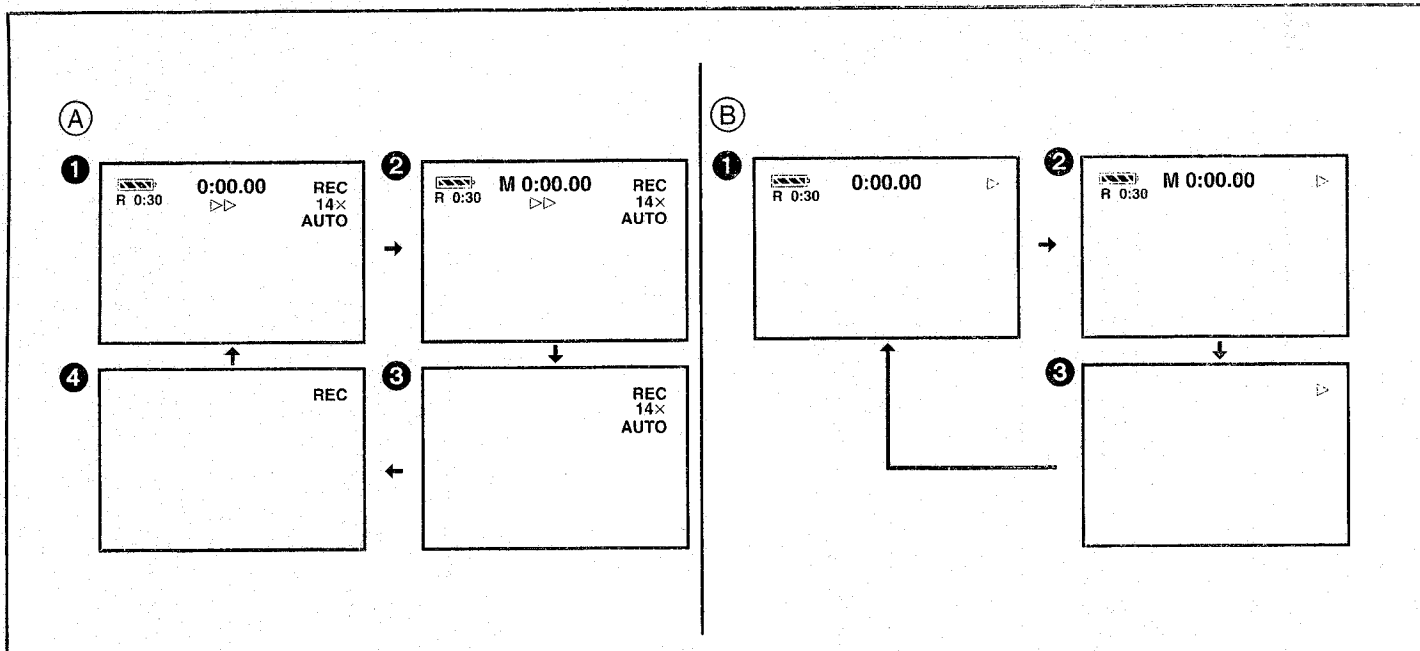 A
1
0:00.00
REC
R 0:30
▷▷
14×
AUTO
2
M 0:00.00
REC
R 0:30
▷▷
14×
AUTO
4
REC
3
REC
14×
AUTO
B
1
0:00.00
▷
R 0:30
2
M 0:00.00
▷
R 0:30
3
▷